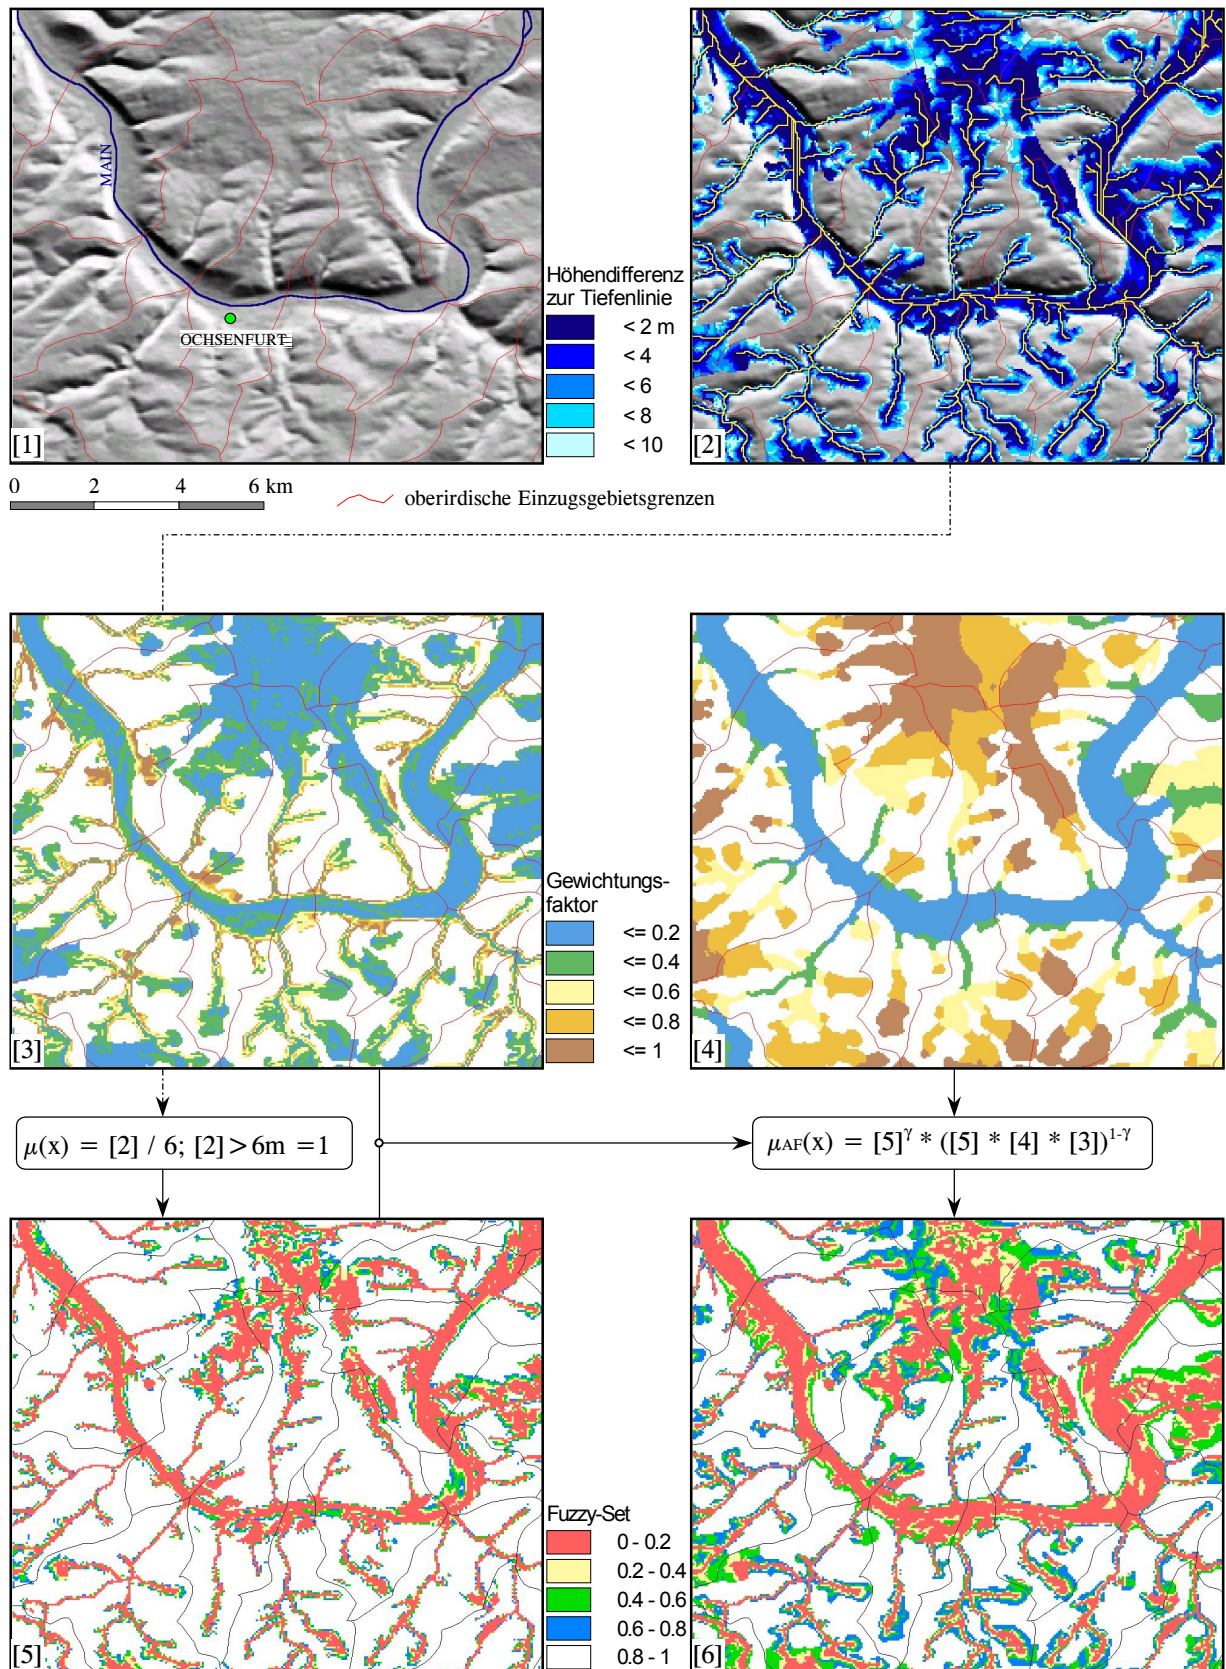 MAIN
OCHSENFURT
[1]
Höhendifferenz
zur Tiefenlinie
< 2 m
< 4
< 6
< 8
< 10
[2]
0 2 4 6 km
oberirdische Einzugsgebietsgrenzen
[3]
Gewichtungs-
faktor
<= 0.2
<= 0.4
<= 0.6
<= 0.8
<= 1
[4]
μ(x) = [2] / 6; [2] > 6m = 1
μAF(x) = [5]^γ * ([5] * [4] * [3])^1-γ
[5]
Fuzzy-Set
0 - 0.2
0.2 - 0.4
0.4 - 0.6
0.6 - 0.8
0.8 - 1
[6]